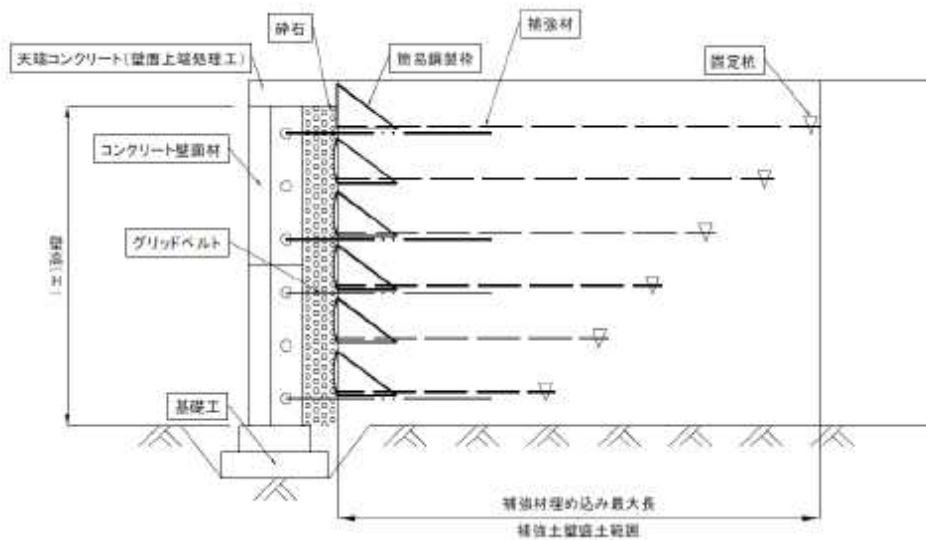 砕石
補強材
天端コンクリート(壁面上端処理工)
簡易鋼製枠
固定杭
コンクリート壁面材
グリッドベルト
壁高(H)
基礎工
補強材埋め込み最大長
補強土壁盛土範囲